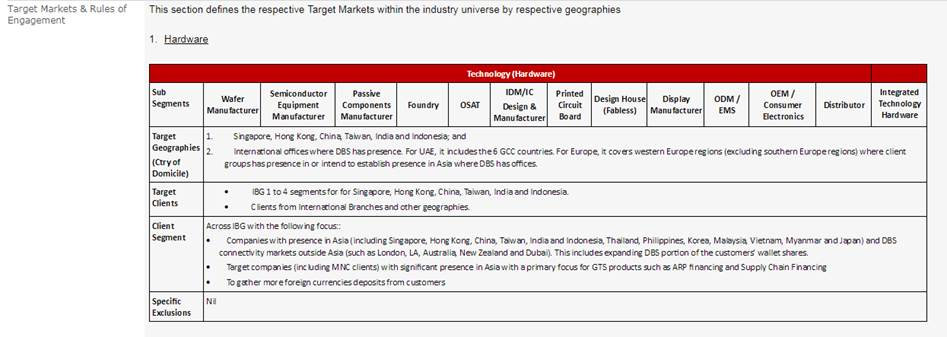 Target Markets & Rules of
Engagement
This section defines the respective Target Markets within the industry universe by respective geographies
1. Hardware
Technology (Hardware)
Sub
Segments
Wafer
Manufacturer
Semiconductor
Equipment
Manufacturer
Passive
Components
Manufacturer
Foundry
OSAT
IDM/IC
Design &
Manufacturer
Printed
Circuit
Board
Design House
(Fabless)
Display
Manufacturer
ODM /
EMS
OEM /
Consumer
Electronics
Distributor
Integrated
Technology
Hardware
Target
Geographies
(Ctry of
Domicile)
1. Singapore, Hong Kong, China, Taiwan, India and Indonesia; and
2. International offices where DBS has presence. For UAE, it includes the 6 GCC countries. For Europe, it covers western Europe regions (excluding southern Europe regions) where client
groups has presence in or intend to establish presence in Asia where DBS has offices.
Target
Clients
• IBG 1 to 4 segments for for Singapore, Hong Kong, China, Taiwan, India and Indonesia.
• Clients from International Branches and other geographies.
Client
Segment
Across IBG with the following focus::
• Companies with presence in Asia (including Singapore, Hong Kong, China, Taiwan, India and Indonesia, Thailand, Philippines, Korea, Malaysia, Vietnam, Myanmar and Japan) and DBS
connectivity markets outside Asia (such as London, LA, Australia, New Zealand and Dubai). This includes expanding DBS portion of the customers' wallet shares.
• Target companies (including MNC clients) with significant presence in Asia with a primary focus for GTS products such as ARP financing and Supply Chain Financing
• To gather more foreign currencies deposits from customers
Specific
Exclusions
Nil